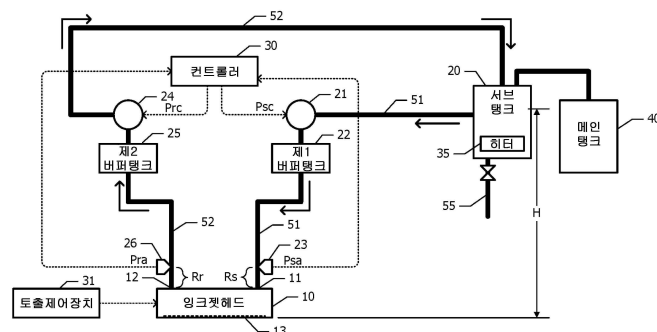 52
30
컨트롤러
20
24
Prc
Psc
21
51
서브
탱크
메인
탱크
40
25
제2
버퍼탱크
22
제1
버퍼탱크
35
히터
55
H
52
51
26
Pra
12
Rr
Rs
23
Psa
11
31
토출제어장치
잉크젯헤드
10
13